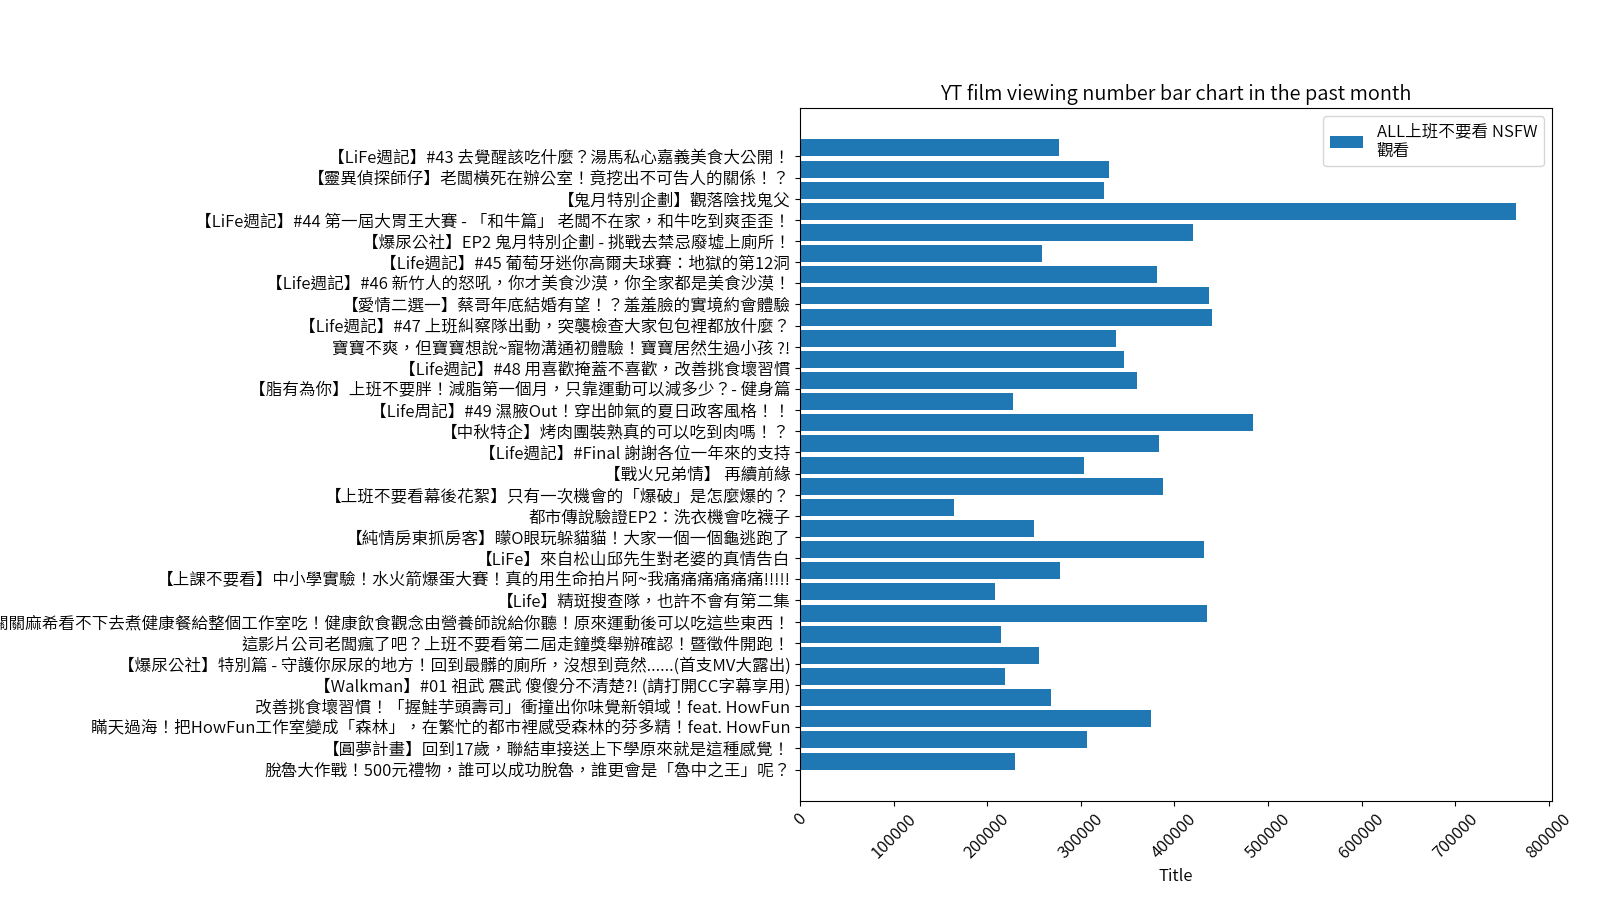 YT film viewing number bar chart in the past month
ALL上班不要看 NSFW
觀看
【LiFe週記】#43 去覺醒該吃什麼？湯馬私心嘉義美食大公開！
【靈異偵探師仔】老闆橫死在辦公室！竟挖出不可告人的關係！？
【鬼月特別企劃】觀落陰找鬼父
【LiFe週記】#44 第一屆大胃王大賽 - 「和牛篇」 老闆不在家，和牛吃到爽歪歪！
【爆尿公社】EP2 鬼月特別企劃 - 挑戰去禁忌廢墟上廁所！
【Life週記】#45 葡萄牙迷你高爾夫球賽：地獄的第12洞
【Life週記】#46 新竹人的怒吼，你才美食沙漠，你全家都是美食沙漠！
【愛情二選一】蔡哥年底結婚有望！？羞羞臉的實境約會體驗
【Life週記】#47 上班糾察隊出動，突襲檢查大家包包裡都放什麼？
寶寶不爽，但寶寶想說~寵物溝通初體驗！寶寶居然生過小孩 ?!
【Life週記】#48 用喜歡掩蓋不喜歡，改善挑食壞習慣
【脂有為你】上班不要胖！減脂第一個月，只靠運動可以減多少？- 健身篇
【Life周記】#49 濕腋Out！穿出帥氣的夏日政客風格！！
【中秋特企】烤肉團裝熟真的可以吃到肉嗎！？
【Life週記】#Final 謝謝各位一年來的支持
【戰火兄弟情】 再續前緣
【上班不要看幕後花絮】只有一次機會的「爆破」是怎麼爆的？
都市傳說驗證EP2：洗衣機會吃襪子
【純情房東抓房客】矇O眼玩躲貓貓！大家一個一個龜逃跑了
【LiFe】來自松山邱先生對老婆的真情告白
【上課不要看】中小學實驗！水火箭爆蛋大賽！真的用生命拍片阿~我痛痛痛痛痛痛!!!!!
【Life】精班搜查隊，也許不會有第二集
關麻希看不下去煮健康餐給整個工作室吃！健康飲食觀念由營養師說給你聽！原來運動後可以吃這些東西！
這影片公司老闆瘋了吧？上班不要看第二屆走鐘獎舉辦確認！暨徵件開跑！
【爆尿公社】特別篇 - 守護你尿尿的地方！回到最髒的廁所，沒想到竟然......(首支MV大露出)
【Walkman】#01 祖武 震武 傻傻分不清楚?! (請打開CC字幕享用)
改善挑食壞習慣！「握鮭芋頭壽司」衝撞出你味覺新領域！feat. HowFun
瞞天過海！把HowFun工作室變成「森林」，在繁忙的都市裡感受森林的芬多精！feat. HowFun
【圓夢計畫】回到17歲，聯結車接送上下學原來就是這種感覺！
脫魯大作戰！500元禮物，誰可以成功脫魯，誰更會是「魯中之王」呢？
0
100000
200000
300000
400000
500000
600000
700000
800000
Title